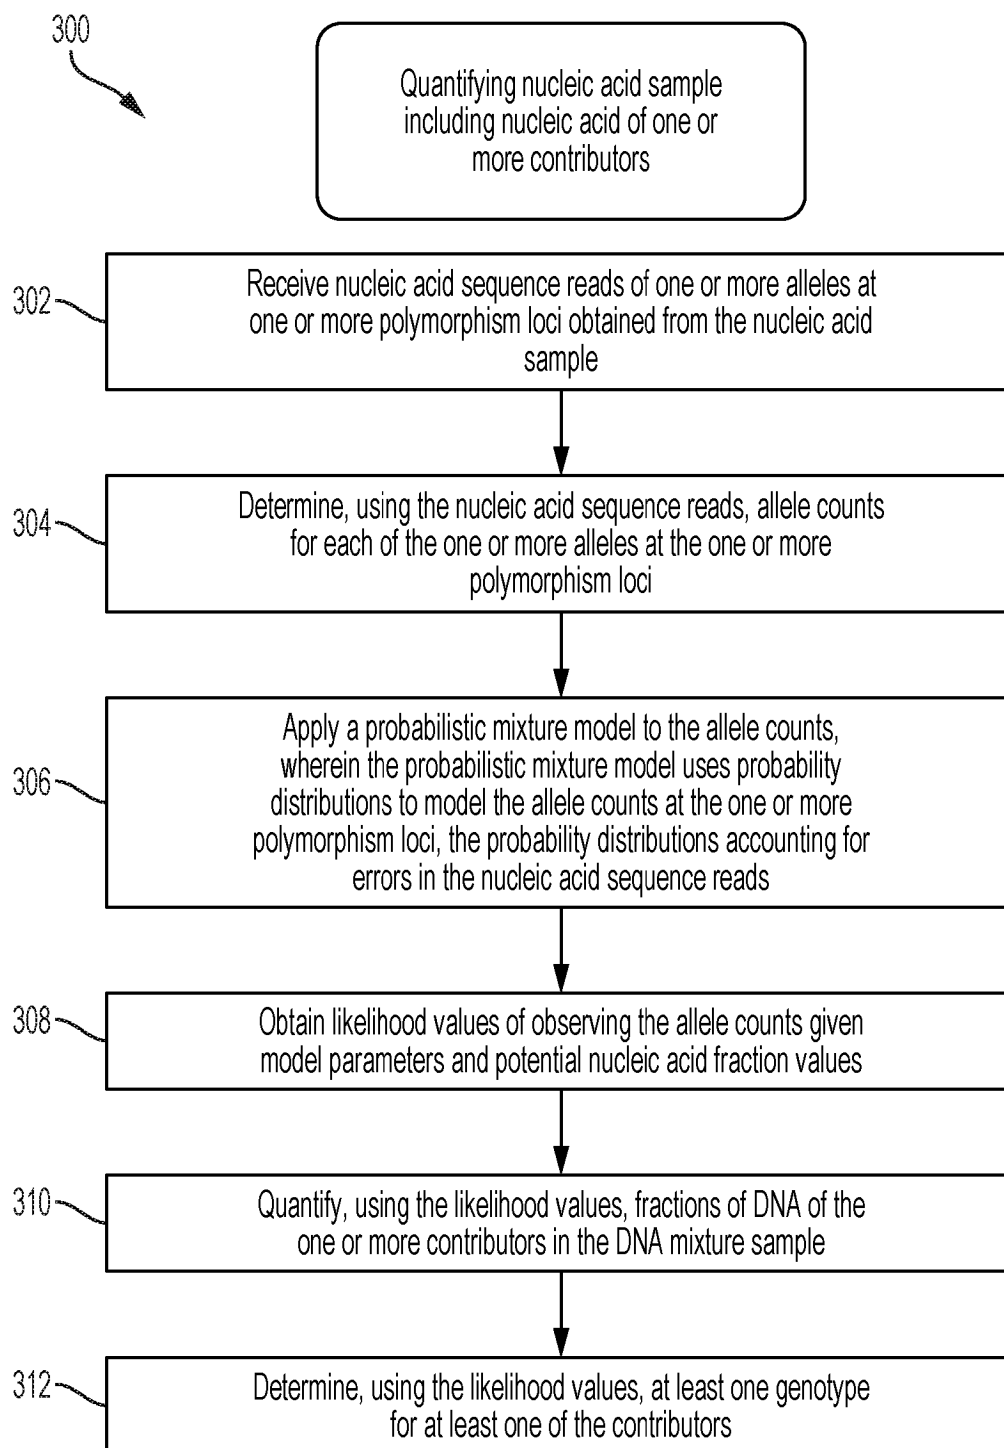 300
Quantifying nucleic acid sample
including nucleic acid of one or
more contributors
302
Receive nucleic acid sequence reads of one or more alleles at
one or more polymorphism loci obtained from the nucleic acid
sample
304
Determine, using the nucleic acid sequence reads, allele counts
for each of the one or more alleles at the one or more
polymorphism loci
306
Apply a probabilistic mixture model to the allele counts,
wherein the probabilistic mixture model uses probability
distributions to model the allele counts at the one or more
polymorphism loci, the probability distributions accounting for
errors in the nucleic acid sequence reads
308
Obtain likelihood values of observing the allele counts given
model parameters and potential nucleic acid fraction values
310
Quantify, using the likelihood values, fractions of DNA of the
one or more contributors in the DNA mixture sample
312
Determine, using the likelihood values, at least one genotype
for at least one of the contributors